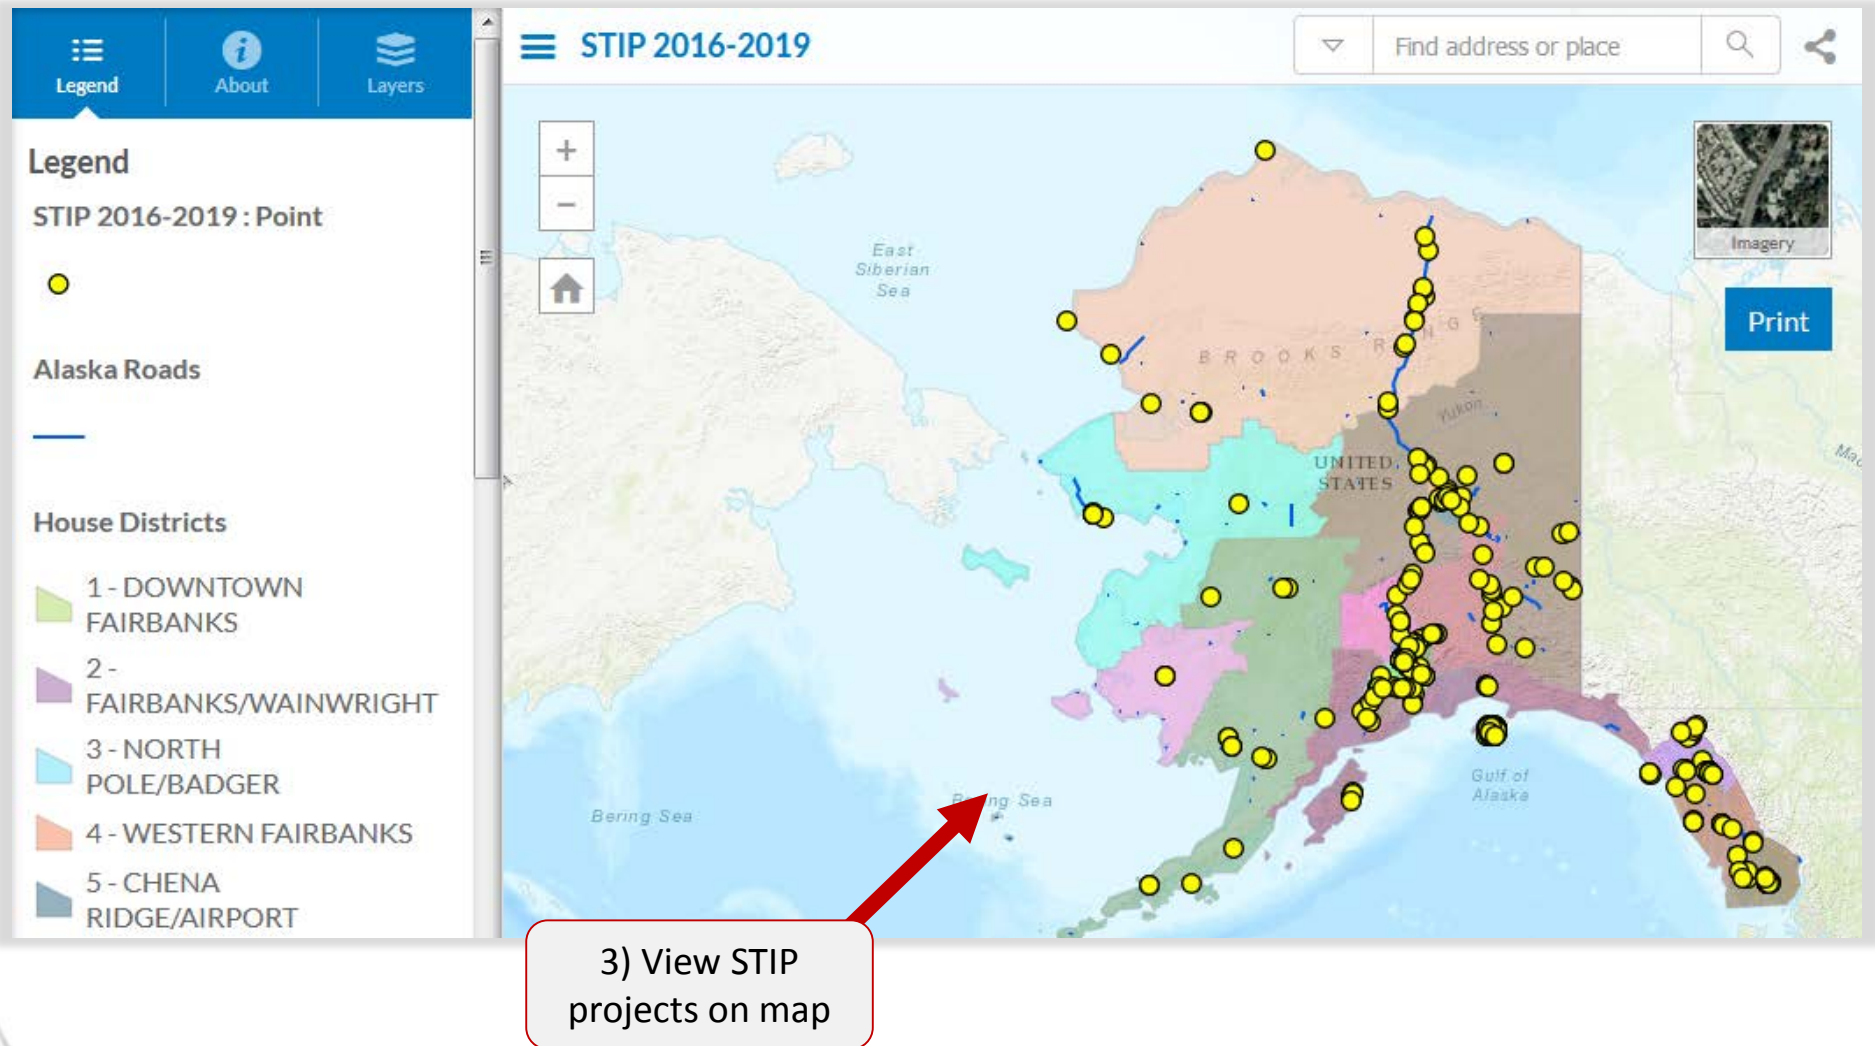 Legend
About
Layers
STIP 2016-2019
Find address or place
Legend
STIP 2016-2019 : Point
Alaska Roads
House Districts
1 - DOWNTOWN
FAIRBANKS
2 -
FAIRBANKS/WAINWRIGHT
3 - NORTH
POLE/BADGER
4 - WESTERN FAIRBANKS
5 - CHENA
RIDGE/AIRPORT
+
−
Imagery
Print
East
Siberian
Sea
BROOKS
Yukon
UNITED
STATES
Gulf of
Alaska
Bering Sea
Sea
3) View STIP
projects on map